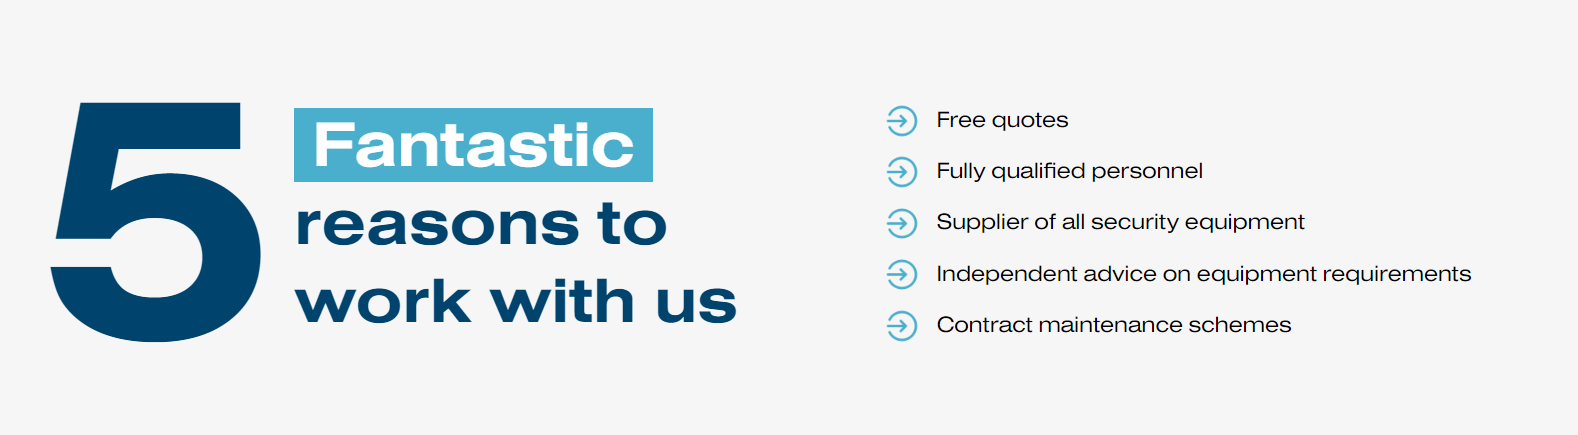 5
Fantastic
reasons to
work with us
Free quotes
Fully qualified personnel
Supplier of all security equipment
Independent advice on equipment requirements
Contract maintenance schemes